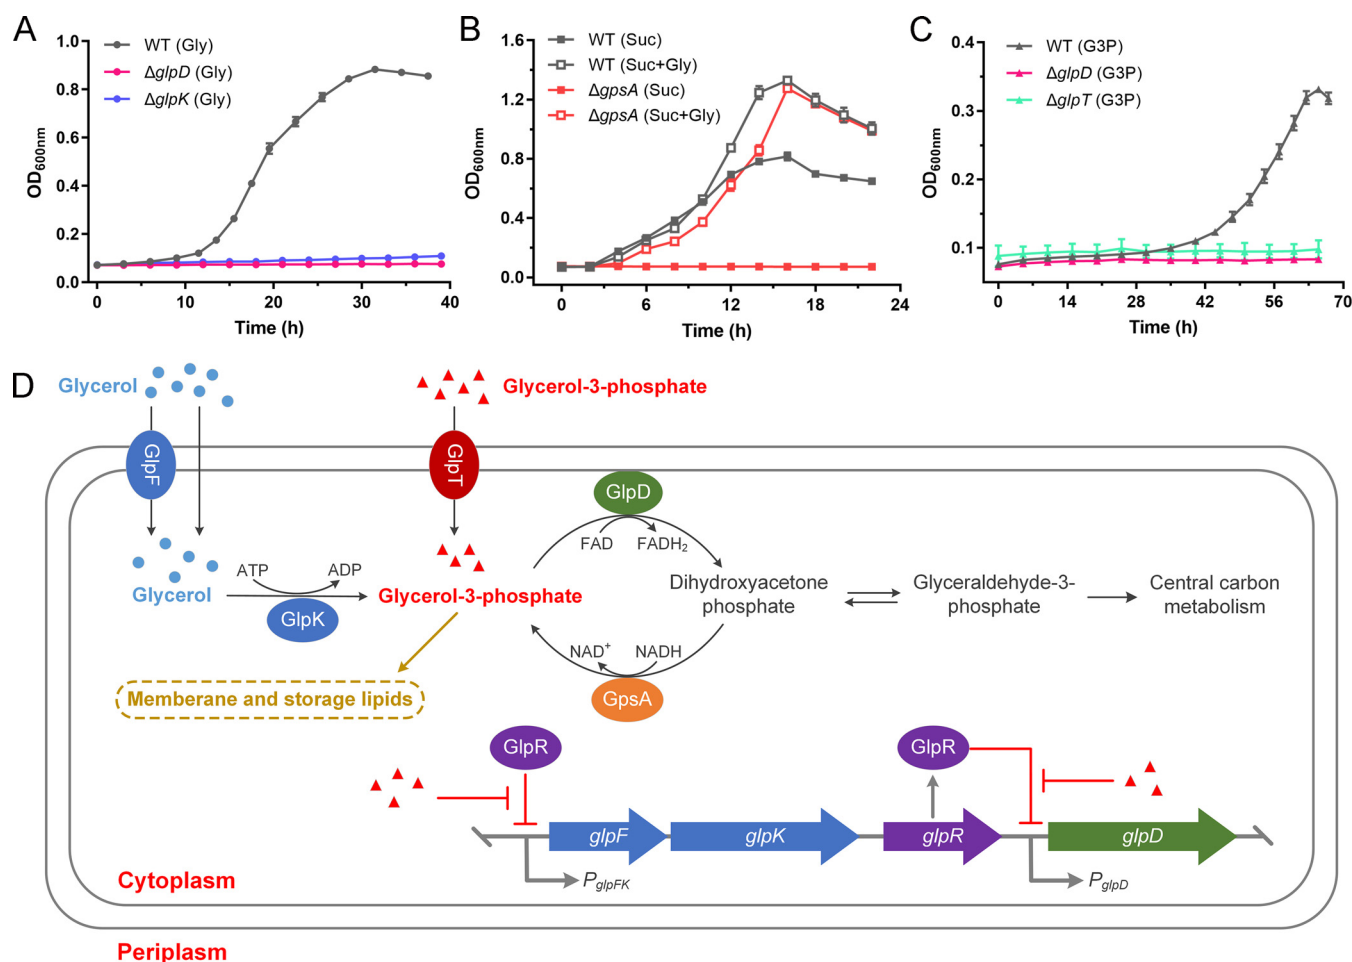 A
WT (Gly)
ΔglpD (Gly)
ΔglpK (Gly)
OD600nm
1.0
0.8
0.6
0.4
0.2
0.0
0
10
20
30
40
Time (h)
B
WT (Suc)
WT (Suc+Gly)
ΔgpsA (Suc)
ΔgpsA (Suc+Gly)
OD600nm
1.6
1.2
0.8
0.4
0.0
0
6
12
18
24
Time (h)
C
WT (G3P)
ΔglpD (G3P)
ΔglpT (G3P)
OD600nm
0.4
0.3
0.2
0.1
0
14
28
42
56
70
Time (h)
D
Glycerol
Glycerol-3-phosphate
GlpF
GlpT
GlpD
FAD
FADH2
ATP
ADP
Glycerol
GlpK
Glycerol-3-phosphate
Dihydroxyacetone
phosphate
Glyceraldehyde-3-
phosphate
Central carbon
metabolism
NAD+
NADH
GpsA
Memberane and storage lipids
GlpR
GlpR
glpF
glpK
glpR
glpD
PglpFK
PglpD
Cytoplasm
Periplasm